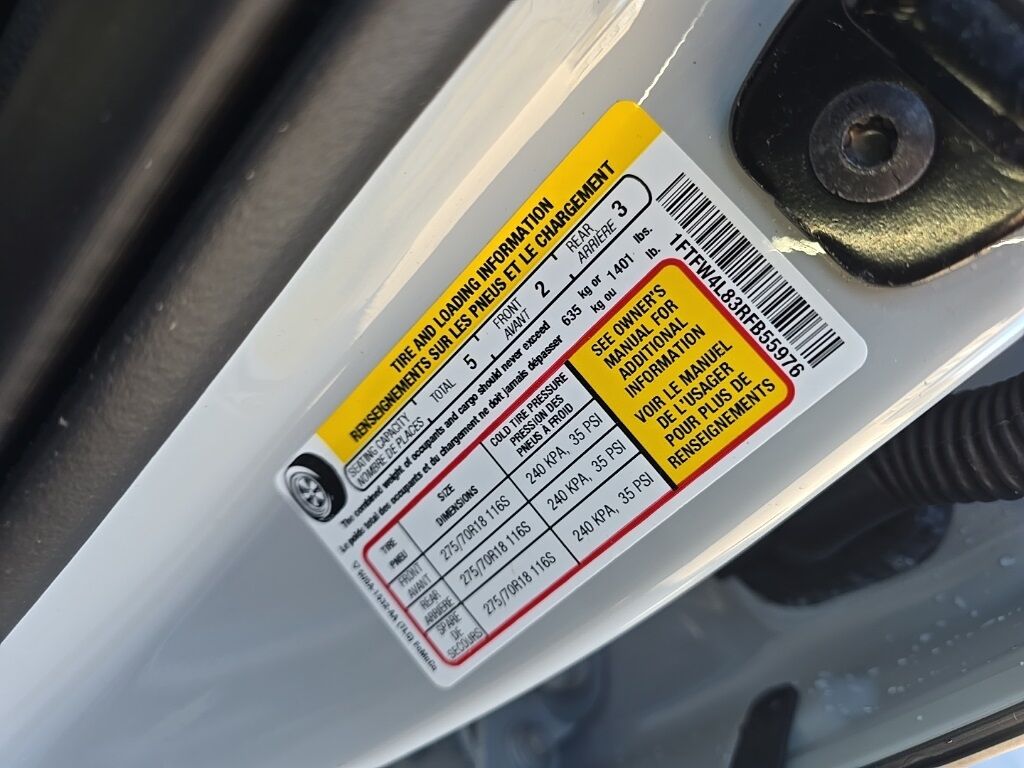 TIRE AND LOADING INFORMATION
RENSEIGNEMENTS SUR LES PNEUS ET LE CHARGEMENT
SEATING CAPACITY TOTAL 5 FRONT 2 REAR 3
NOMBRE DE PLACES AVANT ARRIÈRE
The combined weight of occupants and cargo should never exceed 635 kg or 1401 lbs.
Le poids total des occupants et du chargement ne doit jamais dépasser kg ou lb.
TIRE SIZE COLD TIRE PRESSURE
PNEU DIMENSIONS PRESSION DES
PNEUS À FROID
FRONT
AVANT 275/70R18 116S 240 KPA, 35 PSI
REAR
ARRIÈRE 275/70R18 116S 240 KPA, 35 PSI
SPARE
DE
SECOURS 275/70R18 116S 240 KPA, 35 PSI
SEE OWNER'S
MANUAL FOR
ADDITIONAL
INFORMATION
VOIR LE MANUEL
DE L'USAGER
POUR PLUS DE
RENSEIGNEMENTS
1FTFW4L83RFB55976